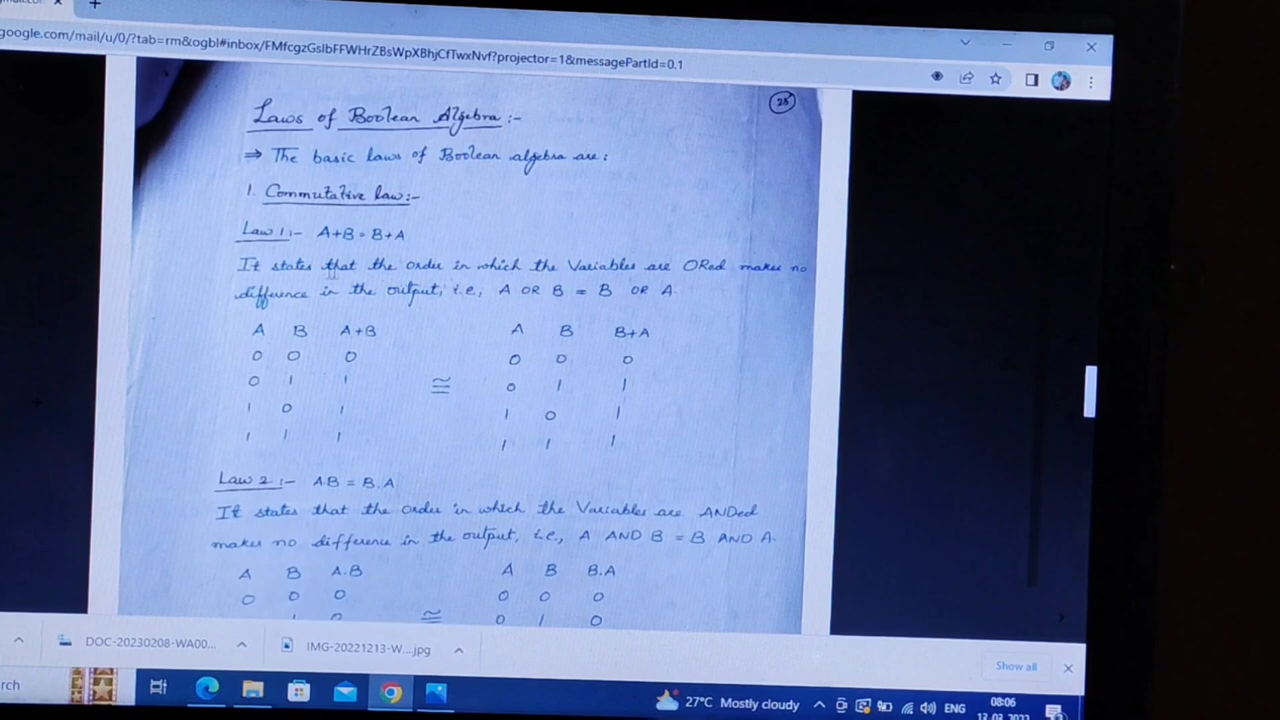 google.com/mail/u/0/?tab=rm&ogbl#inbox/FMfcgzGslbFFWHrZBsWpXBhjCfTwxNvf?projector=1&messagePartId=0.1
28
Laws of Boolean Algebra :-
⇒ The basic laws of Boolean algebra are:
1. Commutative law:-
Law 1:- A+B = B+A
It states that the order in which the Variables are ORed makes no
difference in the output, i.e., A OR B = B OR A.
A B A+B A B B+A
0 0 0 0 0 0
0 1 1 ≅ 0 1 1
1 0 1 1 0 1
1 1 1 1 1 1
Law 2:- A.B = B.A
It states that the order in which the Variables are ANDed
makes no difference in the output, i.e., A AND B = B AND A.
A B A.B A B B.A
0 0 0 0 0 0
1 0 ≅ 0 1 0
DOC-20230208-WA00... IMG-20221213-W....jpg Show all
rch 27°C Mostly cloudy ENG 08:06